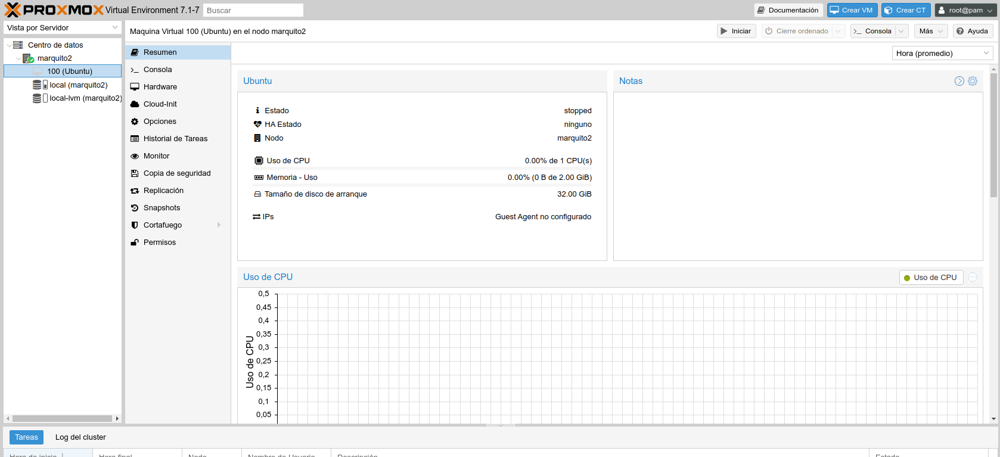 PROXMOX Virtual Environment 7.1-7 Buscar Documentación Crear VM Crear CT root@pam
Vista por Servidor
Centro de datos
marquito2
100 (Ubuntu)
local (marquito2)
local-lvm (marquito2)
Maquina Virtual 100 (Ubuntu) en el nodo marquito2 Iniciar Cierre ordenado >_ Consola Más Ayuda
Resumen
>_ Consola
Hardware
Cloud-Init
Opciones
Historial de Tareas
Monitor
Copia de seguridad
Replicación
Snapshots
Cortafuego
Permisos
Hora (promedio)
Ubuntu
Estado stopped
HA Estado ninguno
Nodo marquito2
Uso de CPU 0.00% de 1 CPU(s)
Memoria - Uso 0.00% (0 B de 2.00 GiB)
Tamaño de disco de arranque 32.00 GiB
IPs Guest Agent no configurado
Notas
Uso de CPU
Uso de CPU
Uso de CPU
0,5
0,45
0,4
0,35
0,3
0,25
0,2
0,15
0,1
0,05
Tareas Log del cluster
Hora de inicio Hora final Nodo Nombre de Usuario Descripción Estado